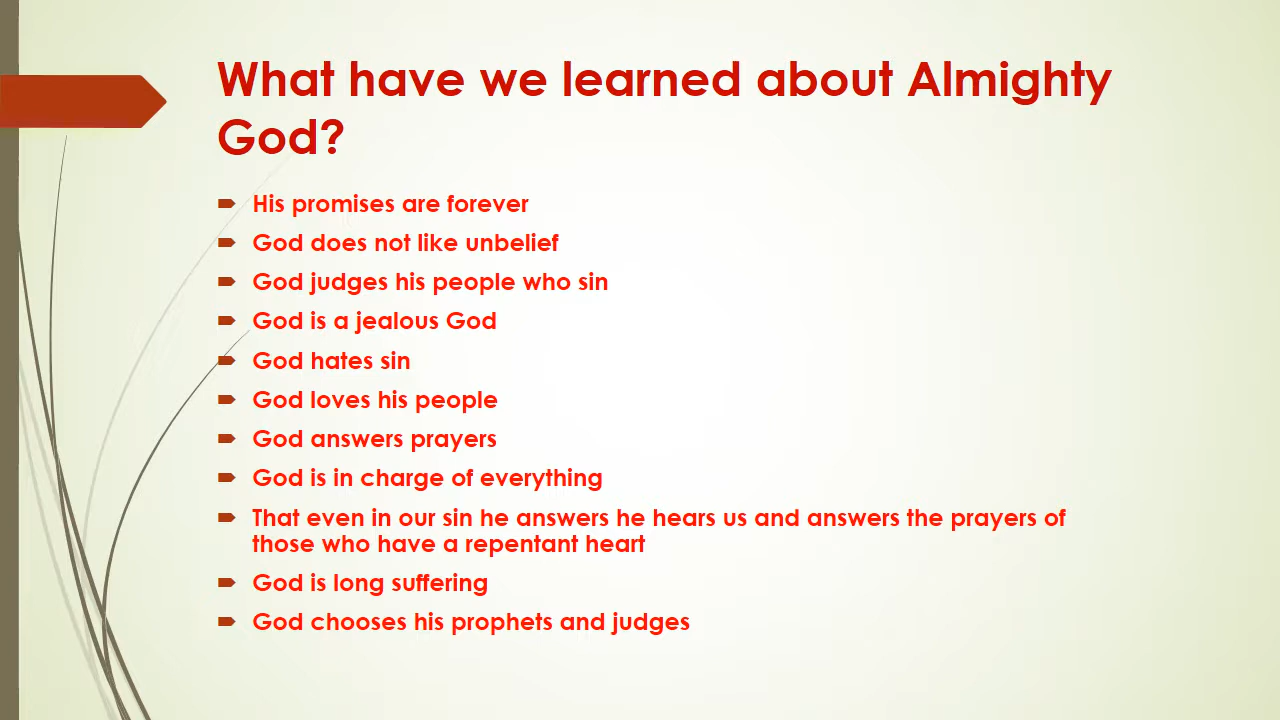 What have we learned about Almighty
God?
His promises are forever
God does not like unbelief
God judges his people who sin
God is a jealous God
God hates sin
God loves his people
God answers prayers
God is in charge of everything
That even in our sin he answers he hears us and answers the prayers of
those who have a repentant heart
God is long suffering
God chooses his prophets and judges